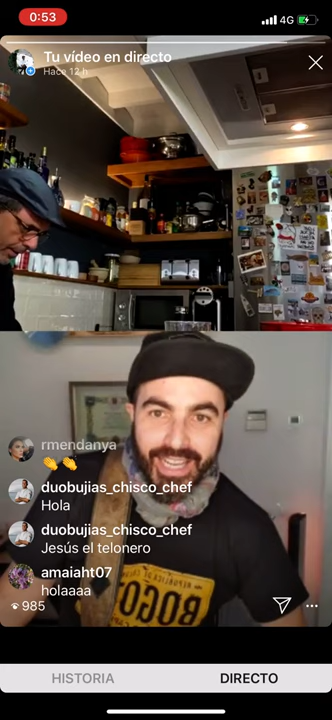 0:53
4G
Tu vídeo en directo
Hace 12 h
rmendanya
👏👏
duobujias_chisco_chef
Hola
duobujias_chisco_chef
Jesús el telonero
amaiaht07
holaaaa
985
BOGO
HISTORIA
DIRECTO